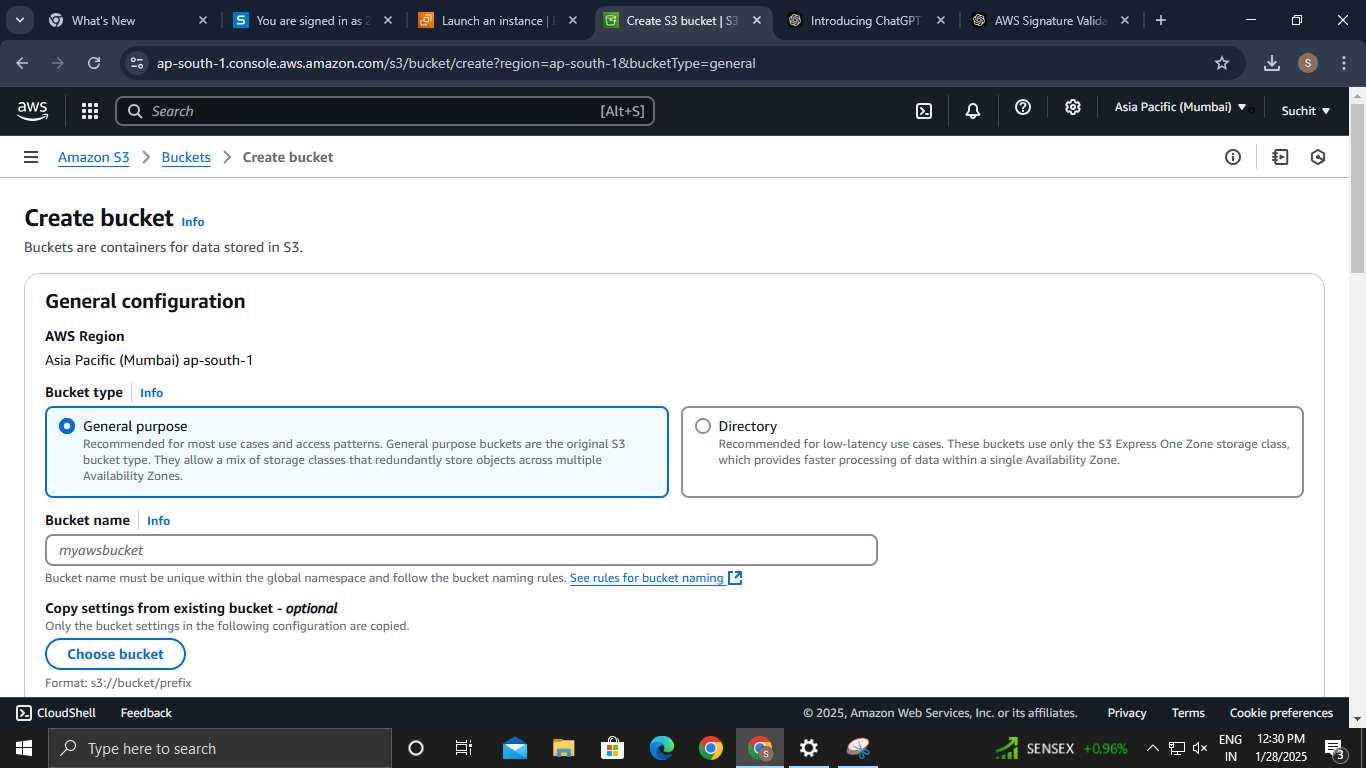 What's New
You are signed in as 2
Launch an instance | E
Create S3 bucket | S3
Introducing ChatGPT
AWS Signature Valida
ap-south-1.console.aws.amazon.com/s3/bucket/create?region=ap-south-1&bucketType=general
S
aws
Search
[Alt+S]
Asia Pacific (Mumbai)
Suchit
Amazon S3
Buckets
Create bucket
Create bucket Info
Buckets are containers for data stored in S3.
General configuration
AWS Region
Asia Pacific (Mumbai) ap-south-1
Bucket type Info
General purpose
Recommended for most use cases and access patterns. General purpose buckets are the original S3
bucket type. They allow a mix of storage classes that redundantly store objects across multiple
Availability Zones.
Directory
Recommended for low-latency use cases. These buckets use only the S3 Express One Zone storage class,
which provides faster processing of data within a single Availability Zone.
Bucket name Info
myawsbucket
Bucket name must be unique within the global namespace and follow the bucket naming rules. See rules for bucket naming
Copy settings from existing bucket - optional
Only the bucket settings in the following configuration are copied.
Choose bucket
Format: s3://bucket/prefix
CloudShell
Feedback
© 2025, Amazon Web Services, Inc. or its affiliates.
Privacy
Terms
Cookie preferences
Type here to search
S
SENSEX +0.96%
ENG
IN
12:30 PM
1/28/2025
3